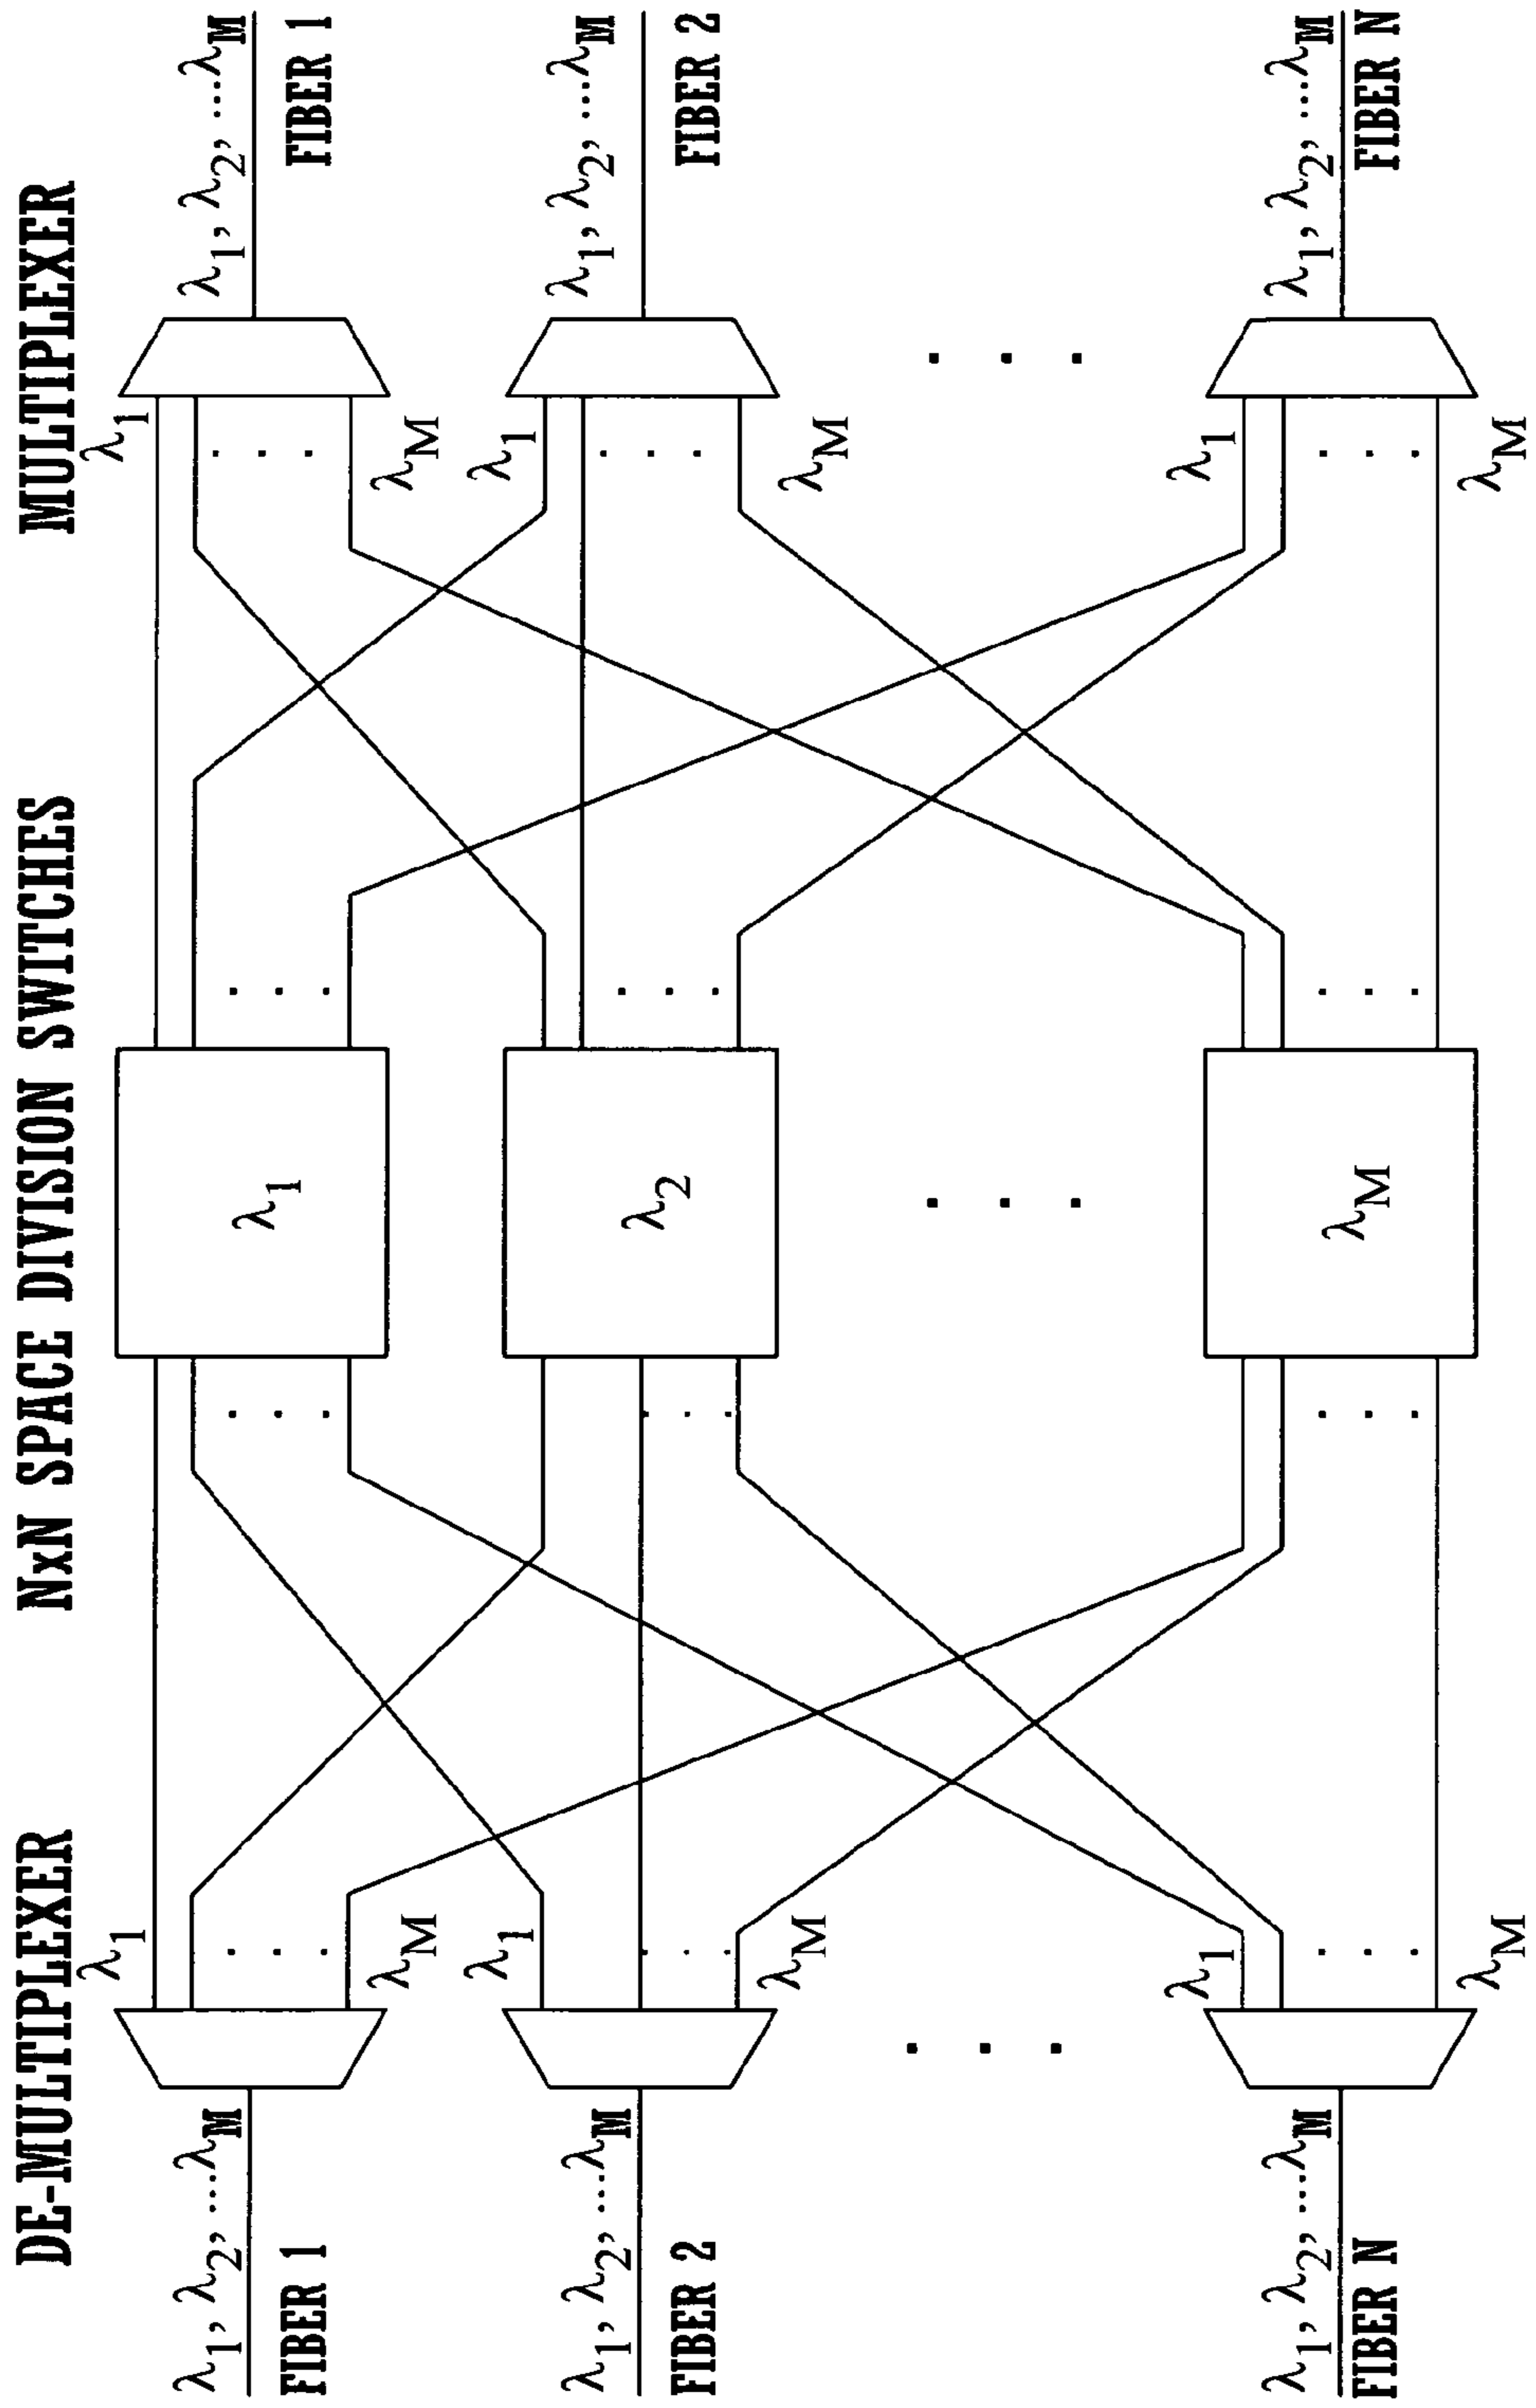 DE-MULTIPLEXER
NxN SPACE DIVISION SWITCHES
MULTIPLEXER
λ1, λ2, ...λM
FIBER 1
λ1
λM
λ1
λ1
λM
λ1, λ2, ...λM
FIBER 1
λ1, λ2, ...λM
FIBER 2
λ1
λM
λ2
λ1
λM
λ1, λ2, ...λM
FIBER 2
λ1, λ2, ...λM
FIBER N
λ1
λM
λM
λ1
λM
λ1, λ2, ...λM
FIBER N